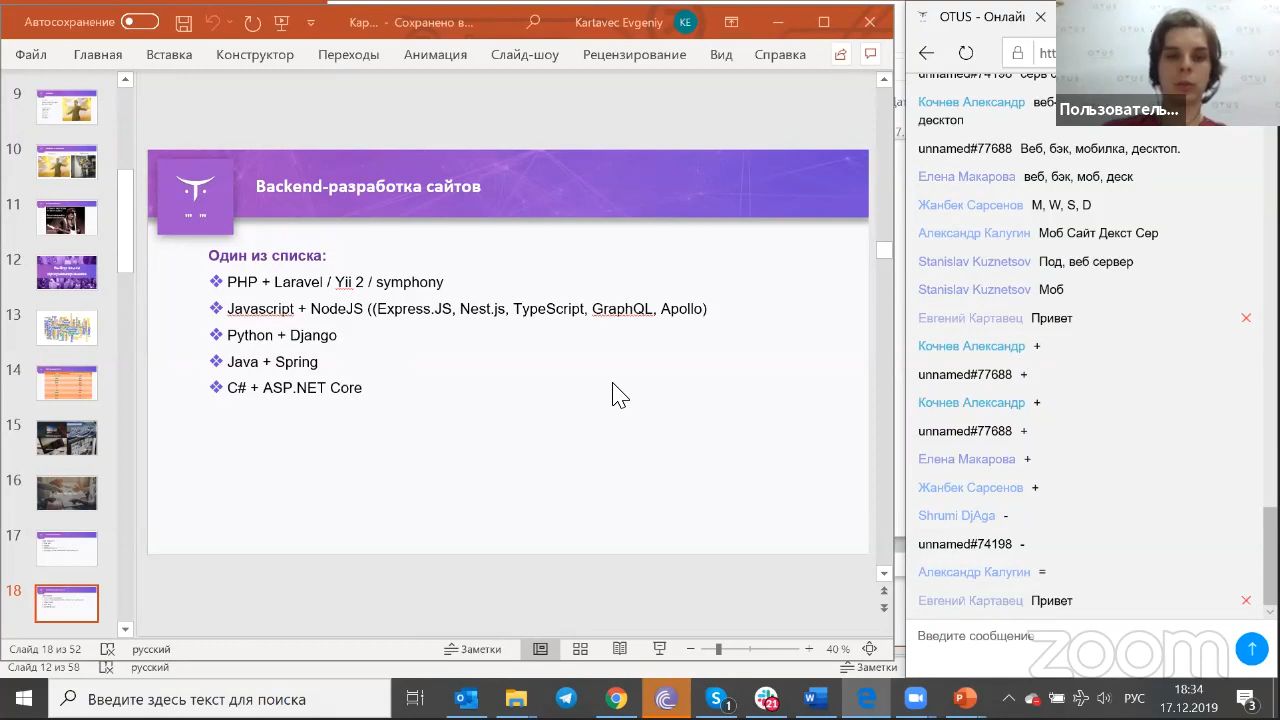 Автосохранение
Кар... - Сохранено в...
Kartavec Evgeniy
KE
Файл
Главная
Вставка
Конструктор
Переходы
Анимация
Слайд-шоу
Рецензирование
Вид
Справка
9
10
11
12
13
14
15
16
17
18
Backend-разработка сайтов
Один из списка:
PHP + Laravel / Yii 2 / symphony
Javascript + NodeJS ((Express.JS, Nest.js, TypeScript, GraphQL, Apollo)
Python + Django
Java + Spring
C# + ASP.NET Core
Слайд 18 из 52
русский
Заметки
40 %
Слайд 12 из 58
русский
Заметки
OTUS - Онлай
Пользователь...
Кочнев Александр веб-
десктоп
unnamed#77688 Веб, бэк, мобилка, десктоп.
Елена Макарова веб, бэк, моб, деск
Жанбек Сарсенов M, W, S, D
Александр Калугин Моб Сайт Декст Сер
Stanislav Kuznetsov Под, веб сервер
Stanislav Kuznetsov Моб
Евгений Картавец Привет
Кочнев Александр +
unnamed#77688 +
Кочнев Александр +
unnamed#77688 +
Елена Макарова +
Жанбек Сарсенов +
Shrumi DjAga -
unnamed#74198 -
Александр Калугин =
Евгений Картавец Привет
Введите сообщение
zoom
Введите здесь текст для поиска
1
21
РУС
18:34
17.12.2019
3